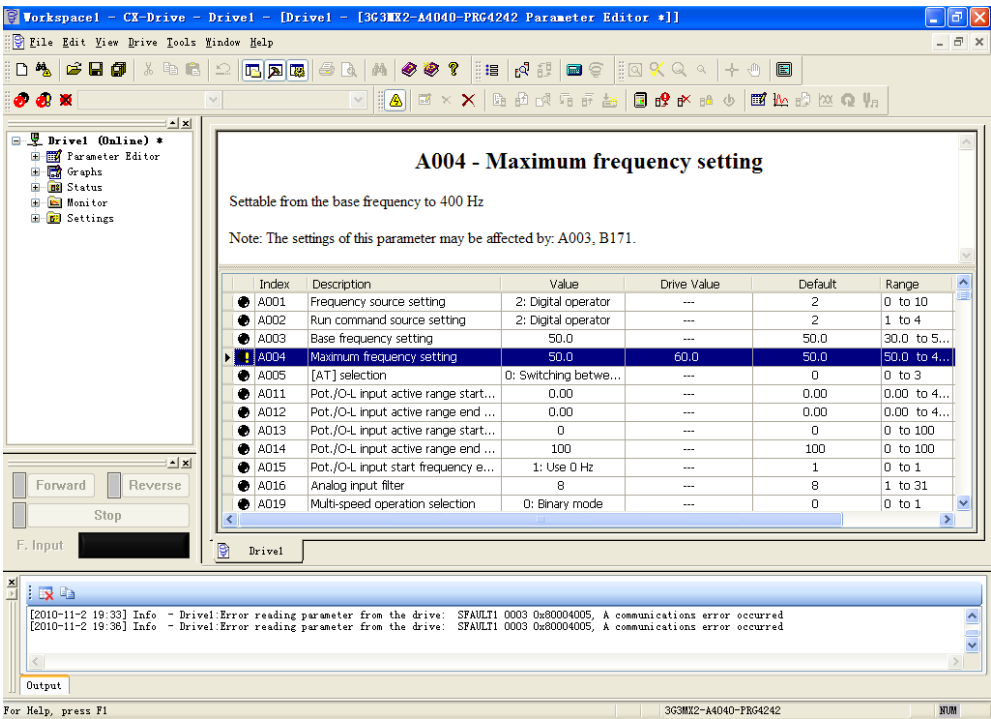 Workspace1 - CX-Drive - Drive1 - [Drive1 - [3G3MX2-A4040-PRG4242 Parameter Editor *]]
File Edit View Drive Tools Window Help
Drive1 (Online) *
Parameter Editor
Graphs
Status
Monitor
Settings
A004 - Maximum frequency setting
Settable from the base frequency to 400 Hz
Note: The settings of this parameter may be affected by: A003, B171.
Index Description Value Drive Value Default Range
A001 Frequency source setting 2: Digital operator --- 2 0 to 10
A002 Run command source setting 2: Digital operator --- 2 1 to 4
A003 Base frequency setting 50.0 --- 50.0 30.0 to 5...
A004 Maximum frequency setting 50.0 60.0 50.0 50.0 to 4...
A005 [AT] selection 0: Switching betwe... --- 0 0 to 3
A011 Pot./O-L input active range start... 0.00 --- 0.00 0.00 to 4...
A012 Pot./O-L input active range end ... 0.00 --- 0.00 0.00 to 4...
A013 Pot./O-L input active range start... 0 --- 0 0 to 100
A014 Pot./O-L input active range end ... 100 --- 100 0 to 100
A015 Pot./O-L input start frequency e... 1: Use 0 Hz --- 1 0 to 1
A016 Analog input filter 8 --- 8 1 to 31
A019 Multi-speed operation selection 0: Binary mode --- 0 0 to 1
Forward Reverse
Stop
F. Input
Drive1
[2010-11-2 19:33] Info - Drive1:Error reading parameter from the drive: SFAULT1 0003 0x80004005, A communications error occurred
[2010-11-2 19:36] Info - Drive1:Error reading parameter from the drive: SFAULT1 0003 0x80004005, A communications error occurred
Output
For Help, press F1 3G3MX2-A4040-PRG4242 NUM